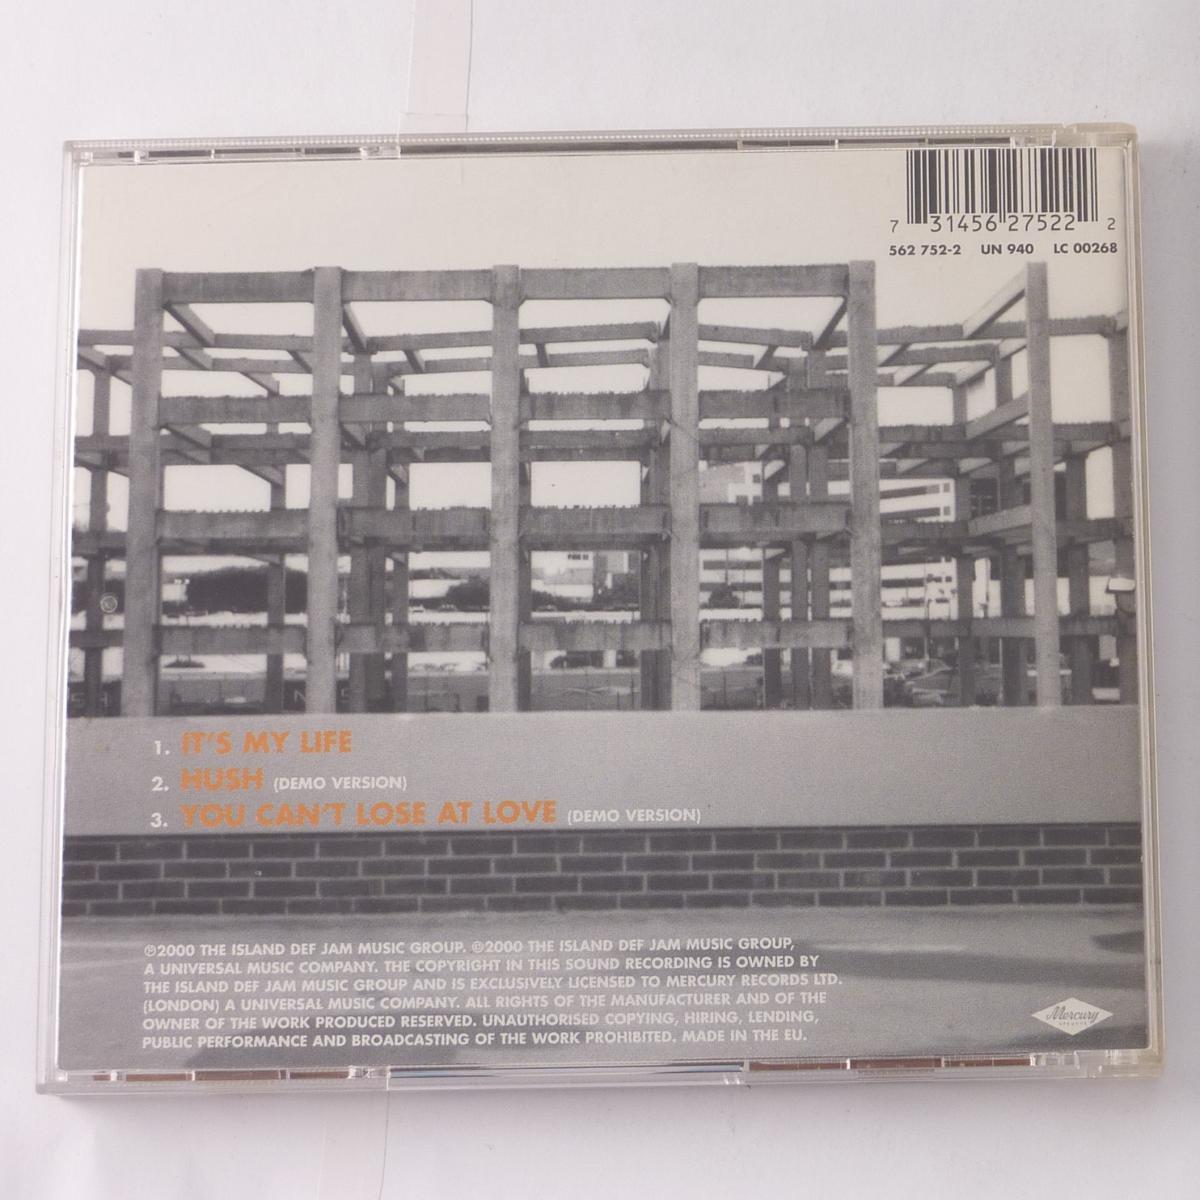 7 31456 27522 2
562 752-2 UN 940 LC 00268
1. IT'S MY LIFE
2. HUSH (DEMO VERSION)
3. YOU CAN'T LOSE AT LOVE (DEMO VERSION)
℗2000 THE ISLAND DEF JAM MUSIC GROUP. ©2000 THE ISLAND DEF JAM MUSIC GROUP,
A UNIVERSAL MUSIC COMPANY. THE COPYRIGHT IN THIS SOUND RECORDING IS OWNED BY
THE ISLAND DEF JAM MUSIC GROUP AND IS EXCLUSIVELY LICENSED TO MERCURY RECORDS LTD.
(LONDON) A UNIVERSAL MUSIC COMPANY. ALL RIGHTS OF THE MANUFACTURER AND OF THE
OWNER OF THE WORK PRODUCED RESERVED. UNAUTHORISED COPYING, HIRING, LENDING,
PUBLIC PERFORMANCE AND BROADCASTING OF THE WORK PROHIBITED. MADE IN THE EU.
Mercury